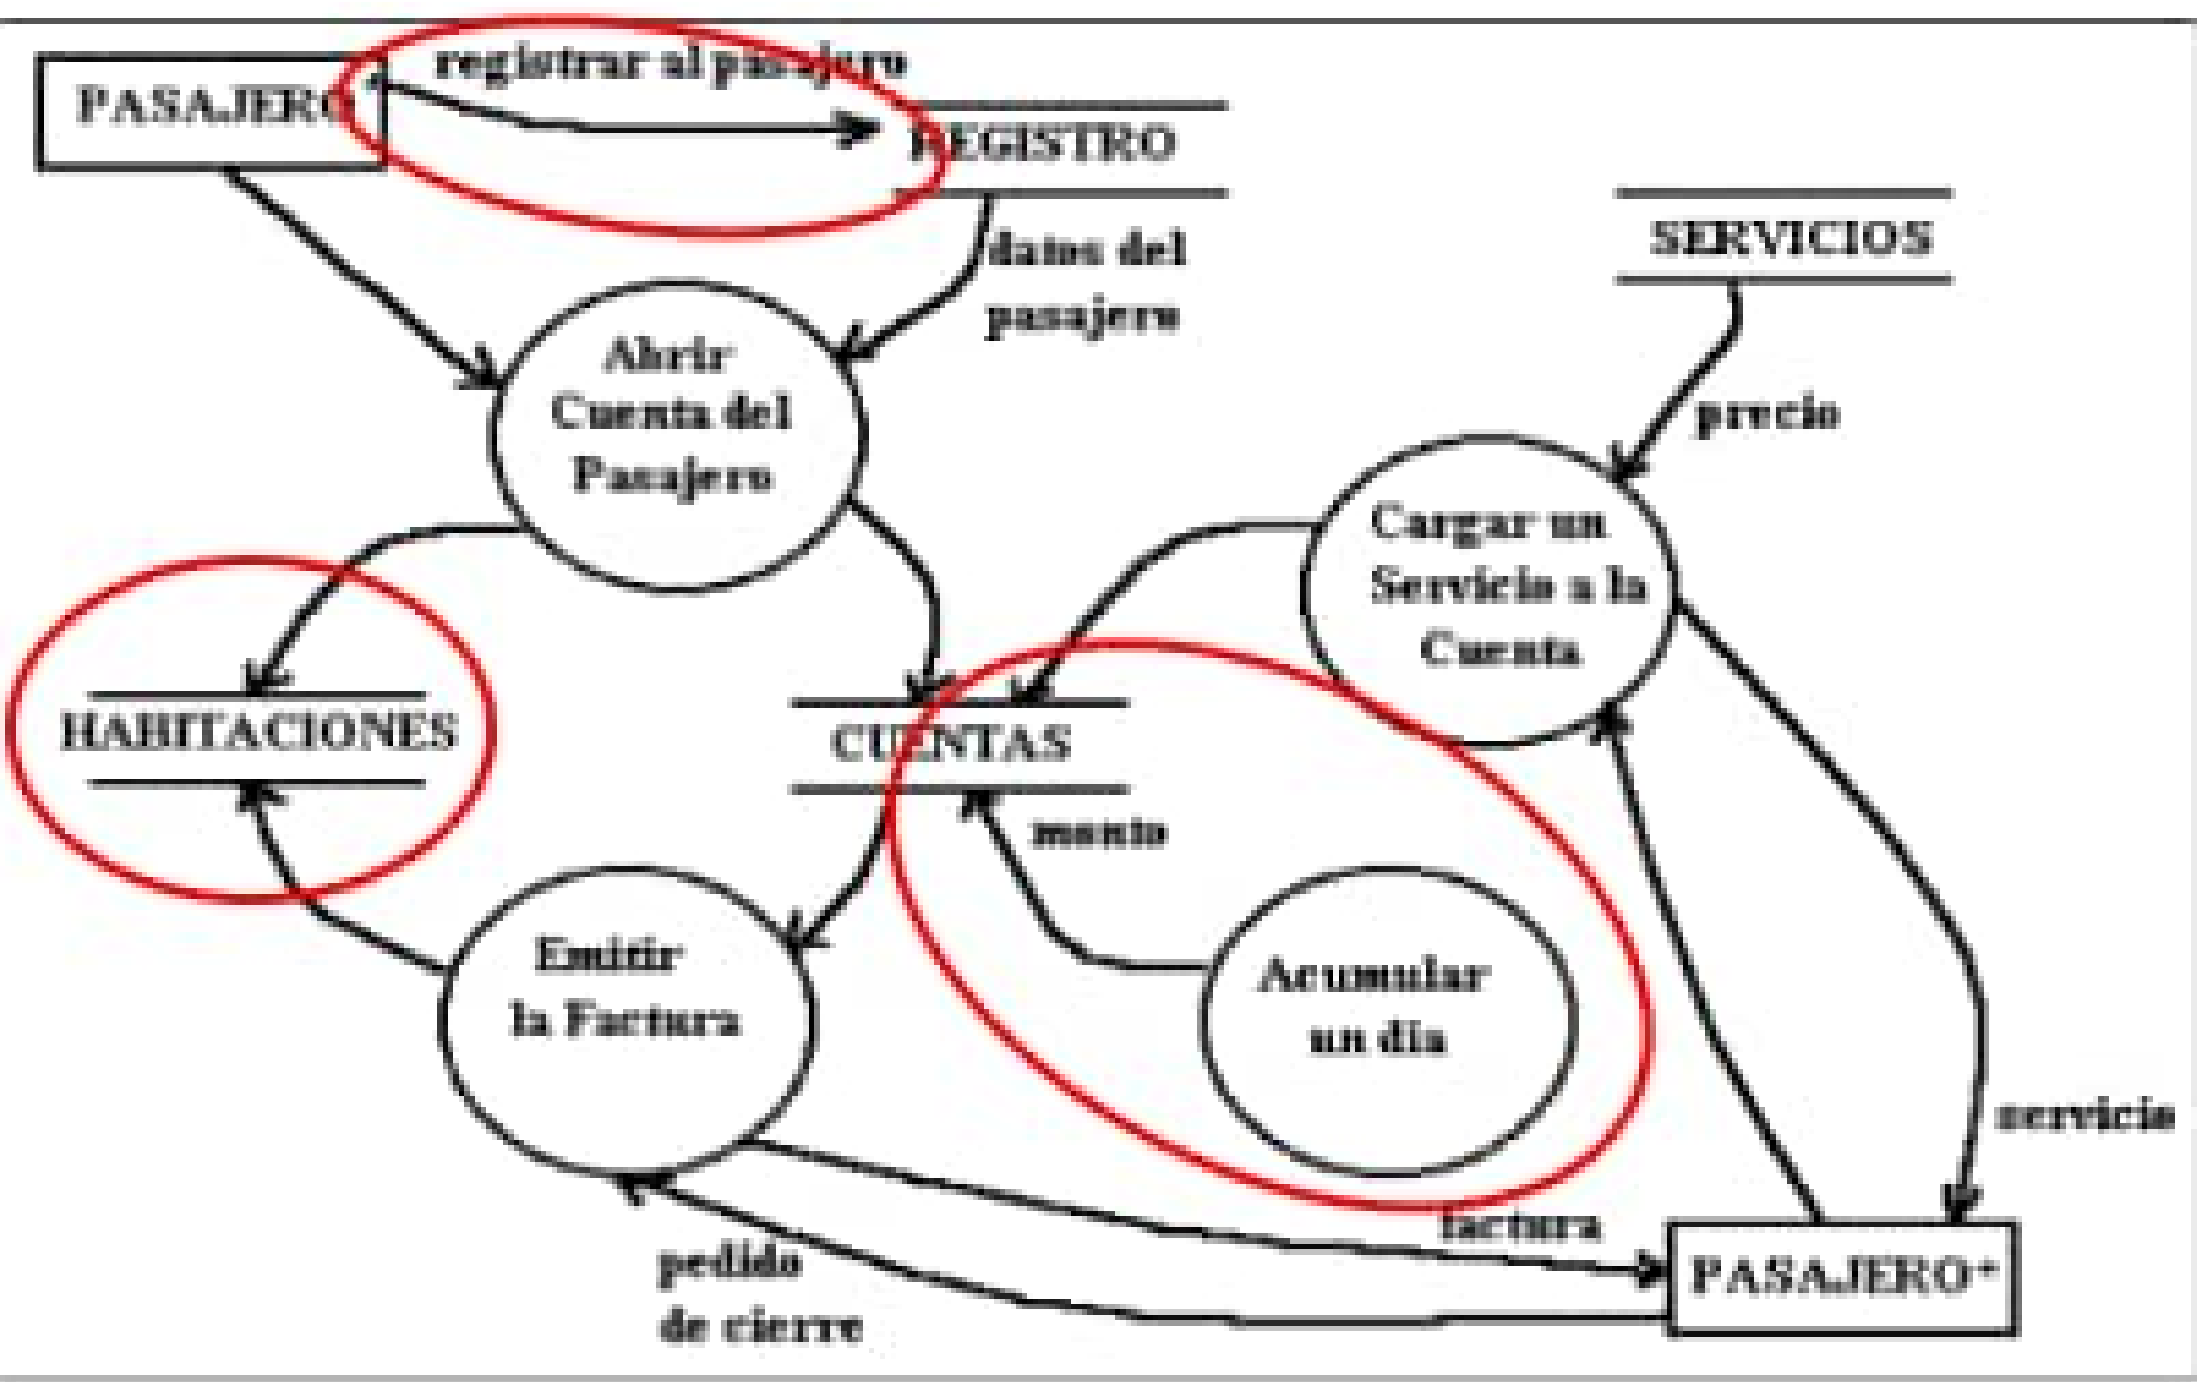 registrar al pasajero
PASAJERO
REGISTRO
datos del
pasajero
SERVICIOS
precio
Abrir
Cuenta del
Pasajero
Cargar un
Servicio a la
Cuenta
HABITACIONES
CUENTAS
monto
Emitir
la Factura
Acumular
un día
servicio
factura
pedido
de cierre
PASAJERO*